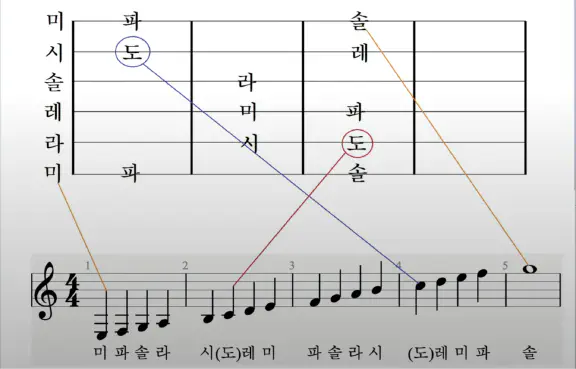 미 파 솔
시 도 레
솔 라
레 미 파
라 시 도
미 파 솔
1 2 3 4 5
4
4
미 파 솔 라 시(도)레 미 파 솔 라 시 (도)레 미 파 솔